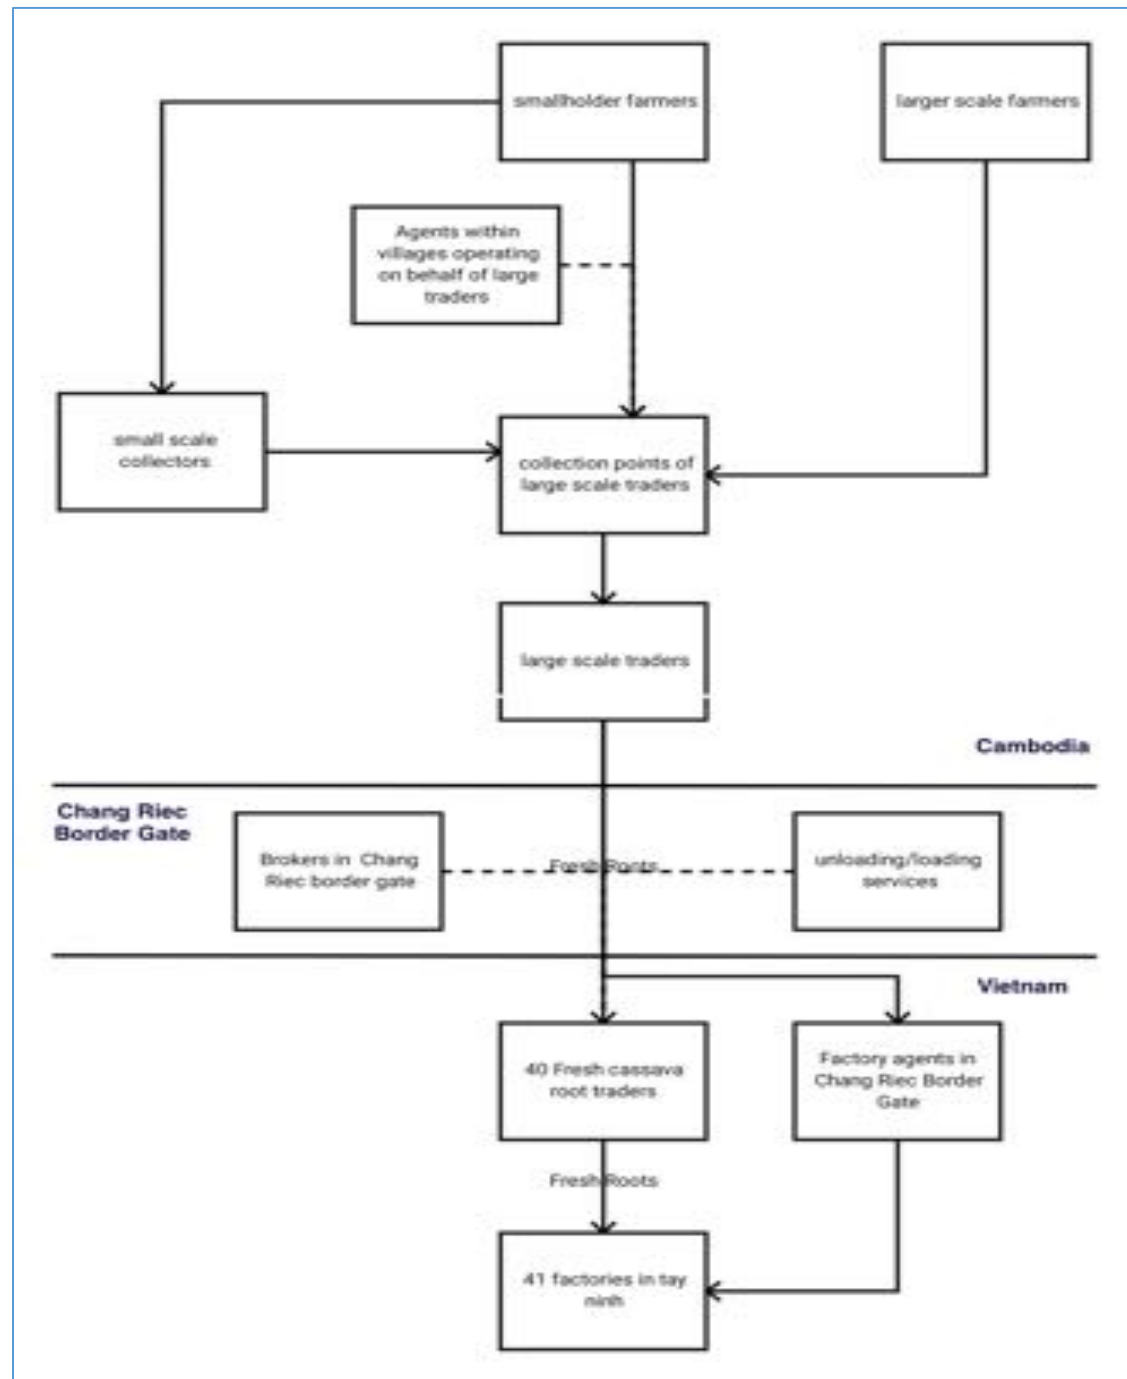 smallholder farmers
larger scale farmers
Agents within
villages operating
on behalf of large
traders
small scale
collectors
collection points of
large scale traders
large scale traders
Cambodia
Chang Riec
Border Gate
Brokers in Chang
Riec border gate
Fresh Roots
unloading/loading
services
Vietnam
40 Fresh cassava
root traders
Factory agents in
Chang Riec Border
Gate
Fresh Roots
41 factories in tay
ninh